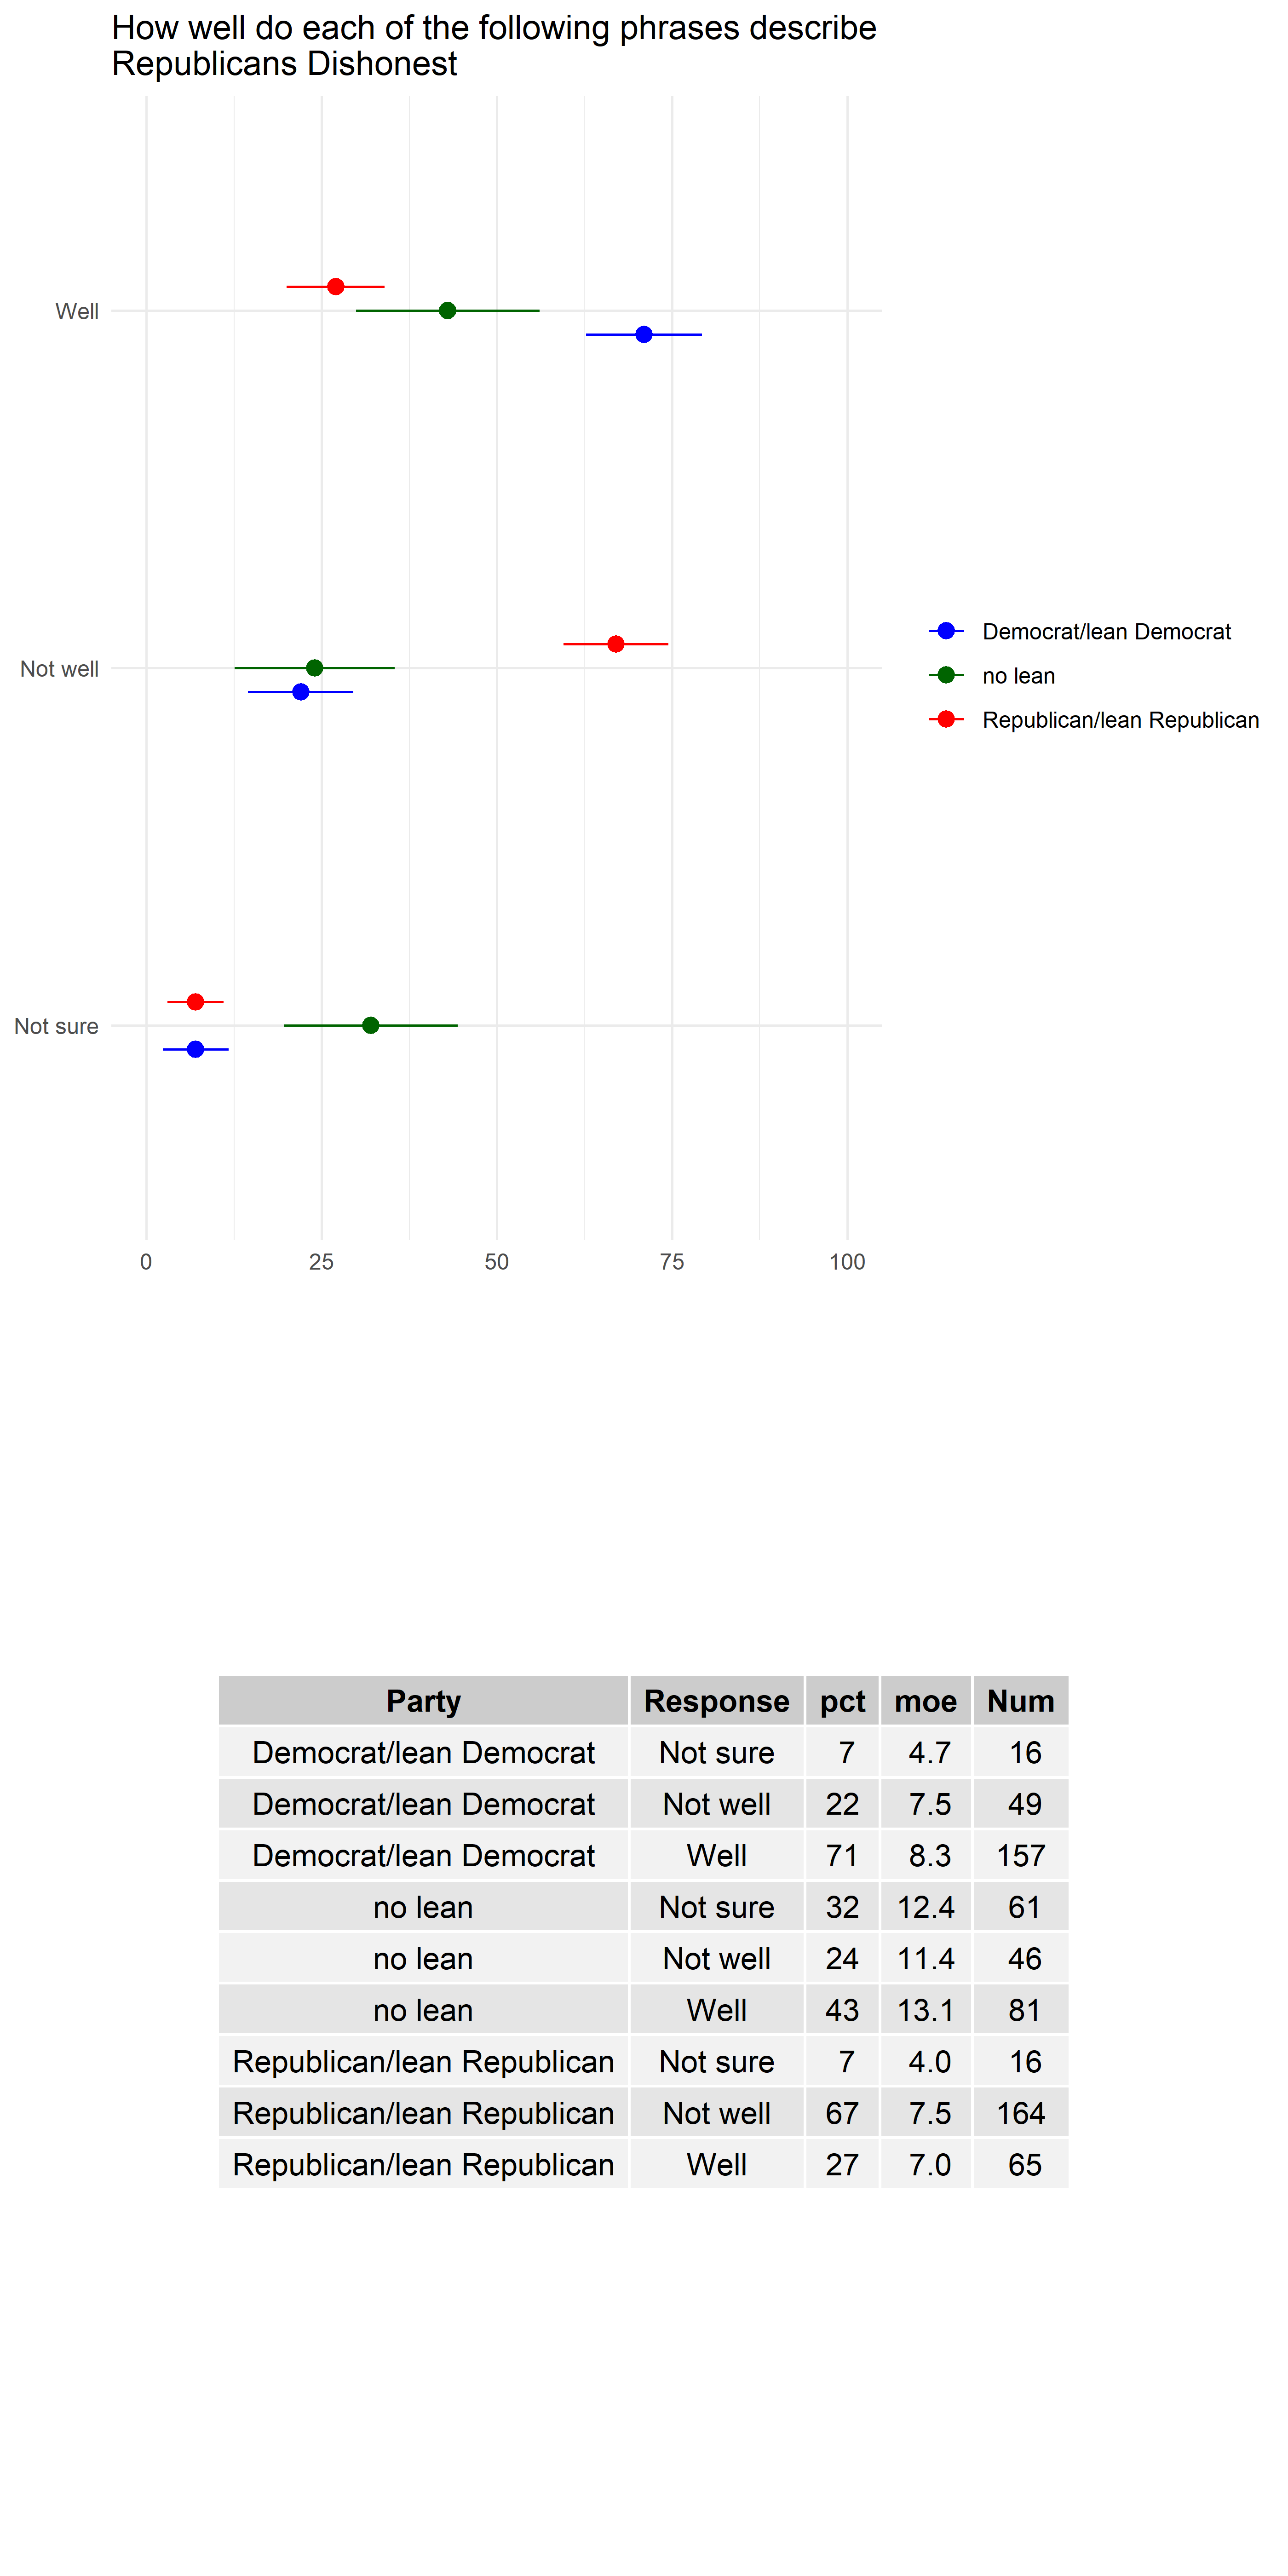 How well do each of the following phrases describe
Republicans Dishonest
Well
Not well
Not sure
0 25 50 75 100
Democrat/lean Democrat
no lean
Republican/lean Republican
Party Response pct moe Num
Democrat/lean Democrat Not sure 7 4.7 16
Democrat/lean Democrat Not well 22 7.5 49
Democrat/lean Democrat Well 71 8.3 157
no lean Not sure 32 12.4 61
no lean Not well 24 11.4 46
no lean Well 43 13.1 81
Republican/lean Republican Not sure 7 4.0 16
Republican/lean Republican Not well 67 7.5 164
Republican/lean Republican Well 27 7.0 65